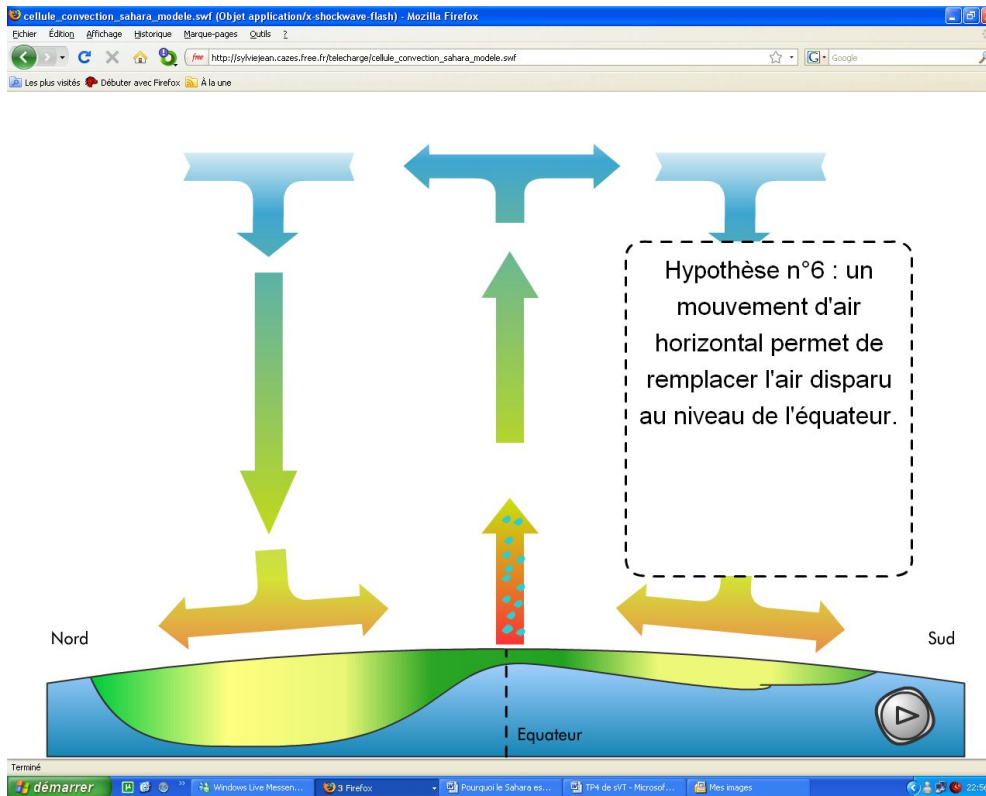 cellule_convection_sahara_modele.swf (Objet application/x-shockwave-flash) - Mozilla Firefox
Fichier Édition Affichage Historique Marque-pages Outils ?
free http://sylviejean.cazes.free.fr/telecharge/cellule_convection_sahara_modele.swf
G Google
Les plus visités Débuter avec Firefox À la une
Hypothèse n°6 : un
mouvement d'air
horizontal permet de
remplacer l'air disparu
au niveau de l'équateur.
Nord
Sud
Equateur
Terminé
démarrer
Windows Live Messen...
3 Firefox
Pourquoi le Sahara es...
TP4 de sVT - Microsof...
Mes images